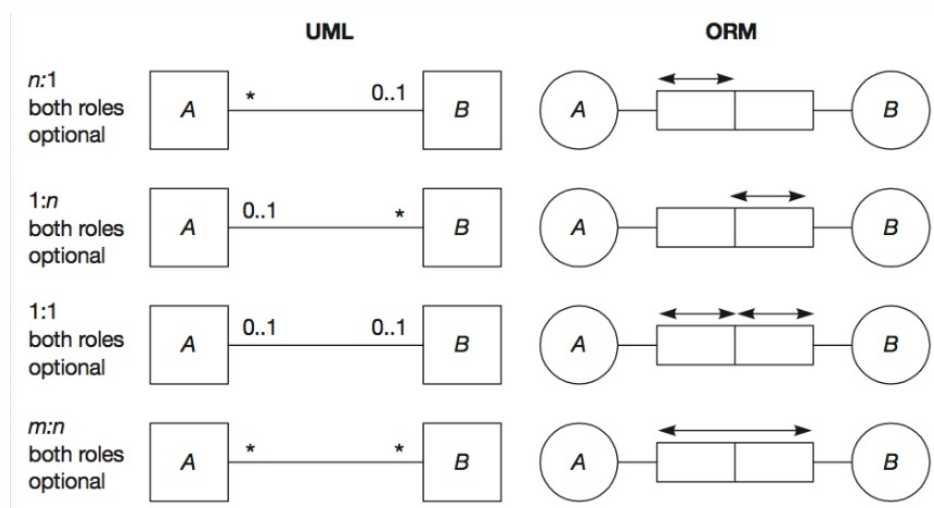 UML ORM
n:1
both roles
optional
A * 0..1 B A B
1:n
both roles
optional
A 0..1 * B A B
1:1
both roles
optional
A 0..1 0..1 B A B
m:n
both roles
optional
A * * B A B